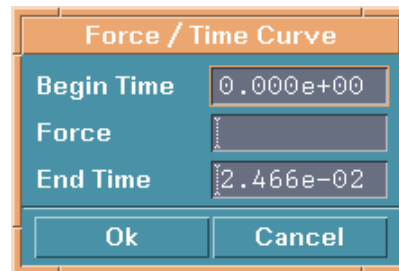 Force / Time Curve
Begin Time 0.000e+00
Force
End Time 2.466e-02
Ok Cancel